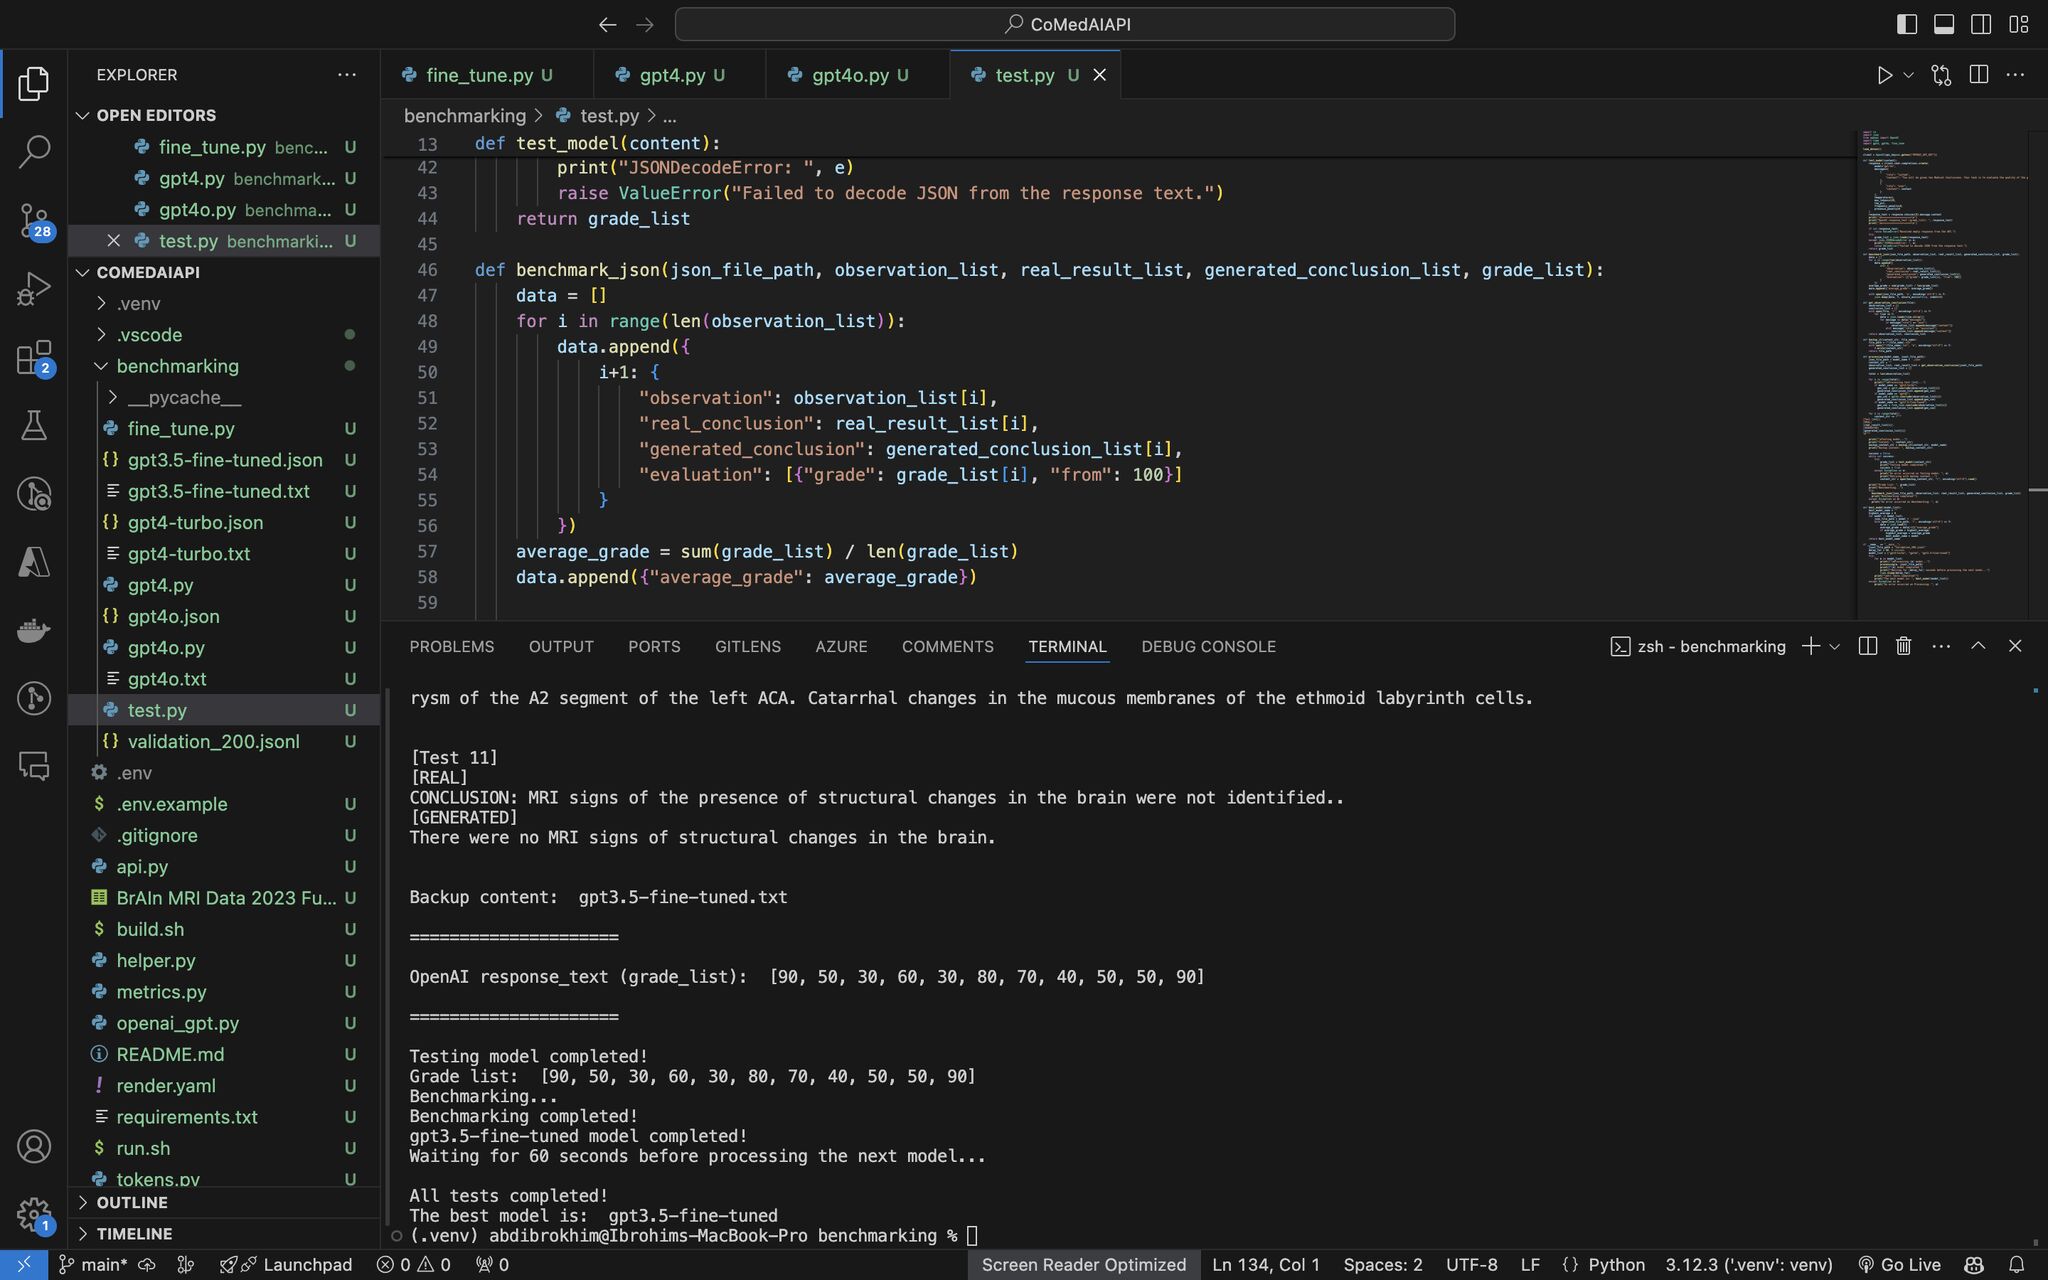 CoMedAIAPI
EXPLORER
OPEN EDITORS
fine_tune.py benc... U
gpt4.py benchmark... U
gpt4o.py benchma... U
test.py benchmarki... U
COMEDAIAPI
.venv
.vscode
benchmarking
__pycache__
fine_tune.py U
gpt3.5-fine-tuned.json U
gpt3.5-fine-tuned.txt U
gpt4-turbo.json U
gpt4-turbo.txt U
gpt4.py U
gpt4o.json U
gpt4o.py U
gpt4o.txt U
test.py U
validation_200.jsonl U
.env
.env.example U
.gitignore U
api.py U
BrAIn MRI Data 2023 Fu... U
build.sh U
helper.py U
metrics.py U
openai_gpt.py U
README.md U
render.yaml U
requirements.txt U
run.sh U
tokens.py U
OUTLINE
TIMELINE
28
2
1
fine_tune.py U gpt4.py U gpt4o.py U test.py U
benchmarking > test.py > ...
13 def test_model(content):
42 print("JSONDecodeError: ", e)
43 raise ValueError("Failed to decode JSON from the response text.")
44 return grade_list
45
46 def benchmark_json(json_file_path, observation_list, real_result_list, generated_conclusion_list, grade_list):
47 data = []
48 for i in range(len(observation_list)):
49 data.append({
50 i+1: {
51 "observation": observation_list[i],
52 "real_conclusion": real_result_list[i],
53 "generated_conclusion": generated_conclusion_list[i],
54 "evaluation": [{"grade": grade_list[i], "from": 100}]
55 }
56 })
57 average_grade = sum(grade_list) / len(grade_list)
58 data.append({"average_grade": average_grade})
59
PROBLEMS OUTPUT PORTS GITLENS AZURE COMMENTS TERMINAL DEBUG CONSOLE zsh - benchmarking
rysm of the A2 segment of the left ACA. Catarrhal changes in the mucous membranes of the ethmoid labyrinth cells.
[Test 11]
[REAL]
CONCLUSION: MRI signs of the presence of structural changes in the brain were not identified..
[GENERATED]
There were no MRI signs of structural changes in the brain.
Backup content:  gpt3.5-fine-tuned.txt
=====================
OpenAI response_text (grade_list):  [90, 50, 30, 60, 30, 80, 70, 40, 50, 50, 90]
=====================
Testing model completed!
Grade list:  [90, 50, 30, 60, 30, 80, 70, 40, 50, 50, 90]
Benchmarking...
Benchmarking completed!
gpt3.5-fine-tuned model completed!
Waiting for 60 seconds before processing the next model...
All tests completed!
The best model is:  gpt3.5-fine-tuned
(.venv) abdibrokhim@Ibrohims-MacBook-Pro benchmarking %
main* Launchpad 0 0 0 Screen Reader Optimized Ln 134, Col 1 Spaces: 2 UTF-8 LF {} Python 3.12.3 ('.venv': venv) Go Live